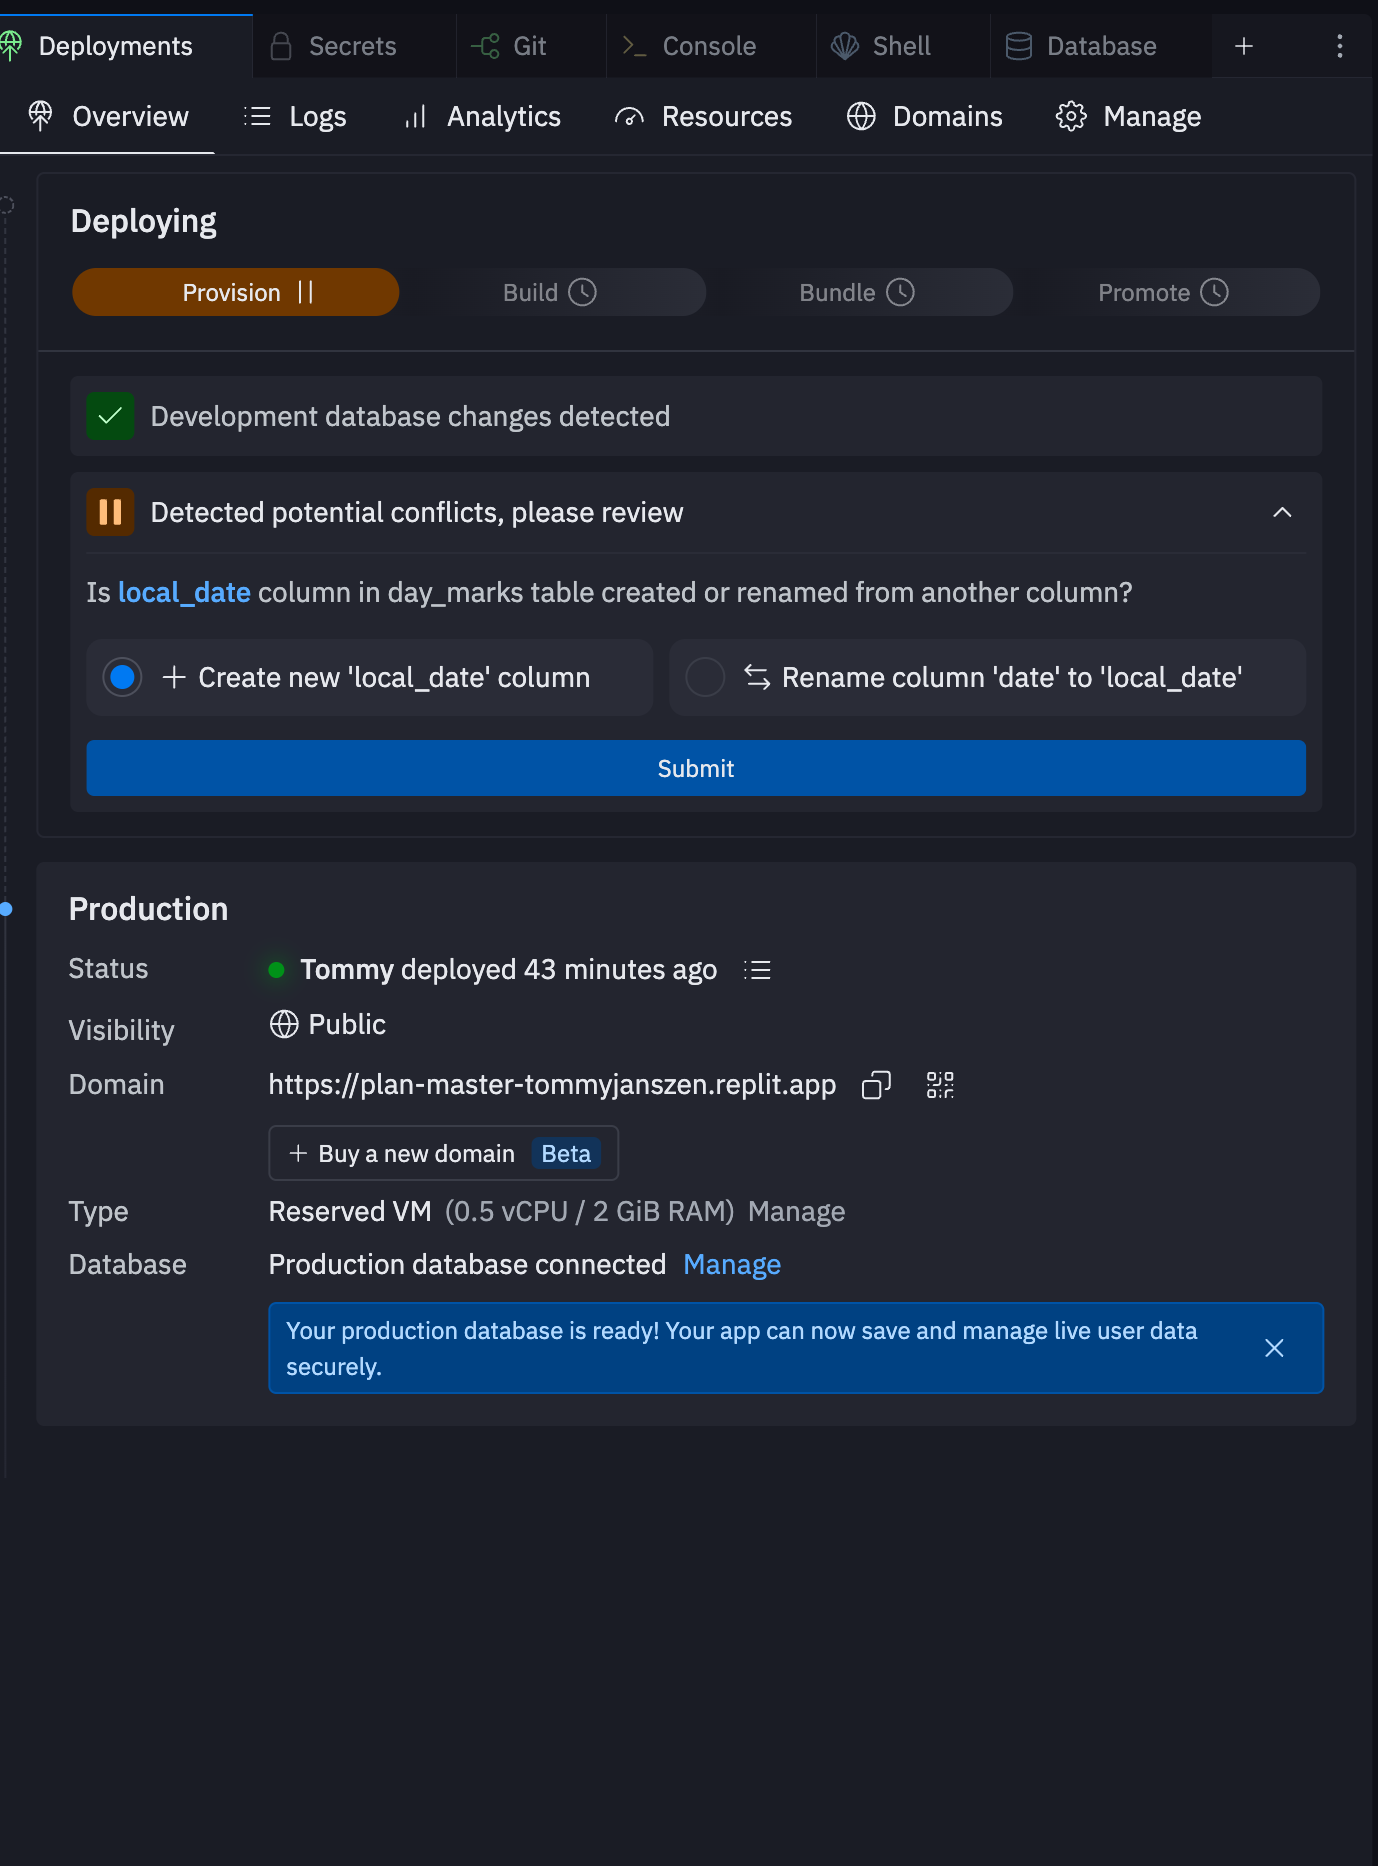 Deployments Secrets Git Console Shell Database
Overview Logs Analytics Resources Domains Manage
Deploying
Provision Build Bundle Promote
Development database changes detected
Detected potential conflicts, please review
Is local_date column in day_marks table created or renamed from another column?
Create new 'local_date' column Rename column 'date' to 'local_date'
Submit
Production
Status Tommy deployed 43 minutes ago
Visibility Public
Domain https://plan-master-tommyjanszen.replit.app
+ Buy a new domain Beta
Type Reserved VM (0.5 vCPU / 2 GiB RAM) Manage
Database Production database connected Manage
Your production database is ready! Your app can now save and manage live user data
securely.